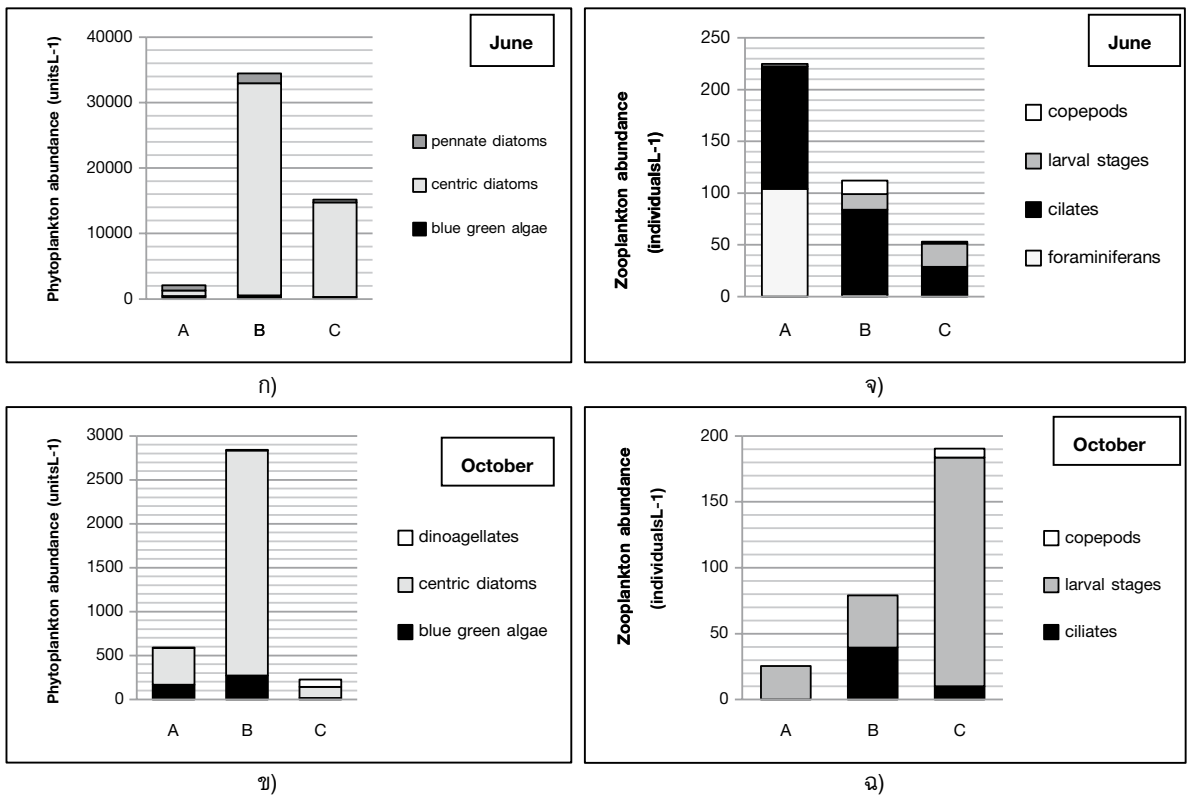 Phytoplankton abundance (unitsL-1)
40000
30000
20000
10000
0
A
B
C
June
pennate diatoms
centric diatoms
blue green algae
ก)
Zooplankton abundance
(individualsL-1)
250
200
150
100
50
0
A
B
C
June
copepods
larval stages
cilates
foraminiferans
จ)
Phytoplankton abundance (unitsL-1)
3000
2500
2000
1500
1000
500
0
A
B
C
October
dinoagellates
centric diatoms
blue green algae
ข)
Zooplankton abundance
(individualsL-1)
200
150
100
50
0
A
B
C
October
copepods
larval stages
ciliates
ฉ)